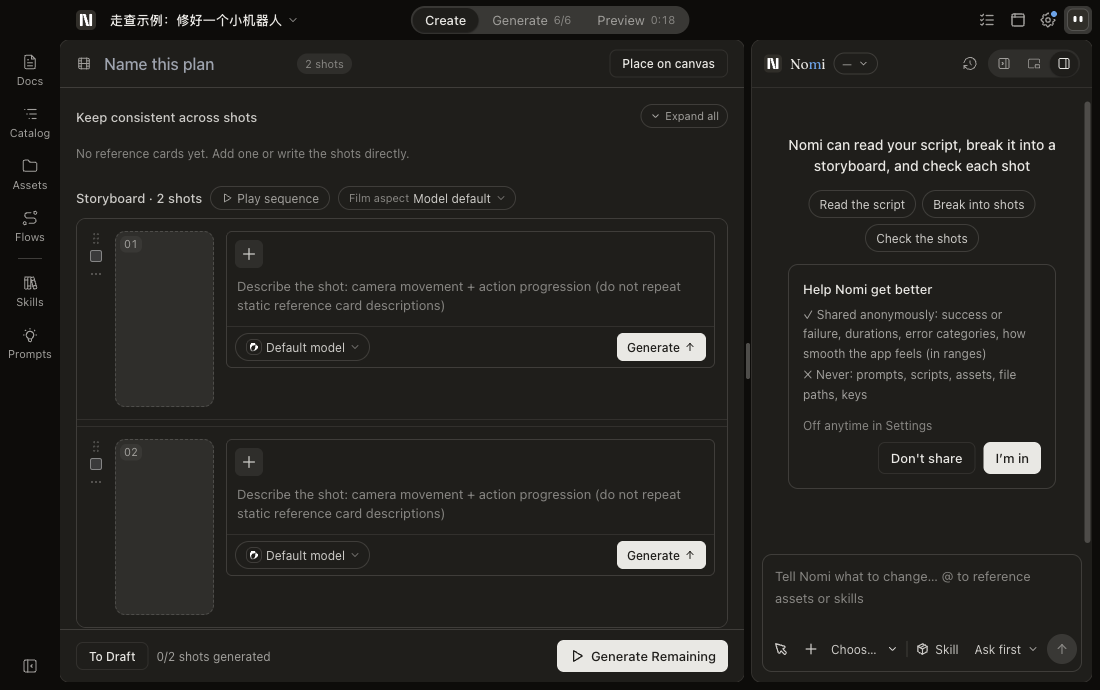 走查示例：修好一个小机器人
Create
Generate 6/6
Preview 0:18
Docs
Catalog
Assets
Flows
Skills
Prompts
Name this plan
2 shots
Place on canvas
Keep consistent across shots
Expand all
No reference cards yet. Add one or write the shots directly.
Storyboard · 2 shots
Play sequence
Film aspect Model default
01
Describe the shot: camera movement + action progression (do not repeat
static reference card descriptions)
Default model
Generate ↑
02
Describe the shot: camera movement + action progression (do not repeat
static reference card descriptions)
Default model
Generate ↑
To Draft
0/2 shots generated
Generate Remaining
Nomi
—
Nomi can read your script, break it into a
storyboard, and check each shot
Read the script
Break into shots
Check the shots
Help Nomi get better
✓ Shared anonymously: success or
failure, durations, error categories, how
smooth the app feels (in ranges)
✕ Never: prompts, scripts, assets, file
paths, keys
Off anytime in Settings
Don't share
I'm in
Tell Nomi what to change... @ to reference
assets or skills
Choos...
Skill
Ask first